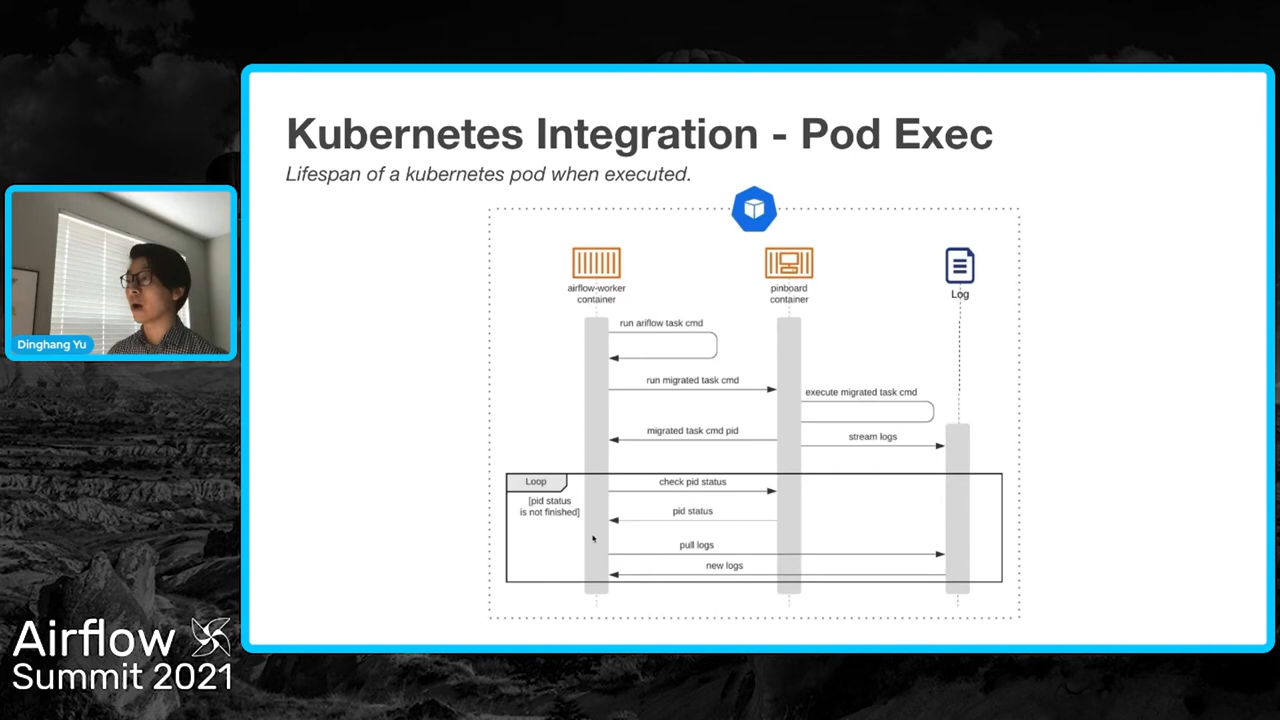 Kubernetes Integration - Pod Exec
Lifespan of a kubernetes pod when executed.
airflow-worker
container
pinboard
container
Log
run ariflow task cmd
run migrated task cmd
execute migrated task cmd
migrated task cmd pid
stream logs
Loop
check pid status
[pid status
is not finished]
pid status
pull logs
new logs
Dinghang Yu
Airflow
Summit 2021